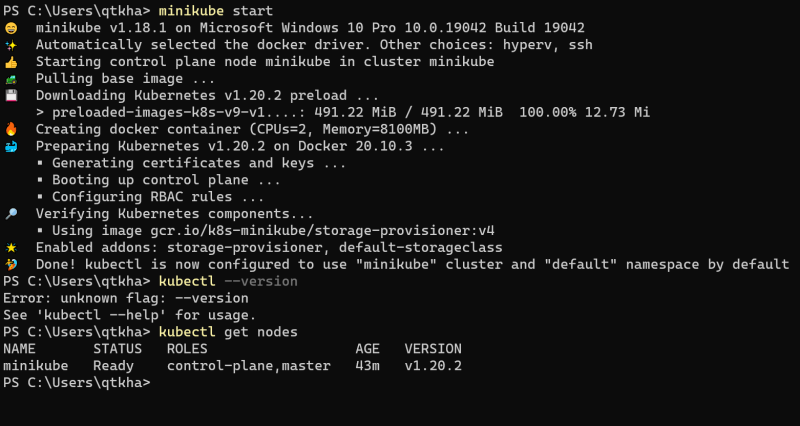 PS C:\Users\qtkha> minikube start
😄  minikube v1.18.1 on Microsoft Windows 10 Pro 10.0.19042 Build 19042
✨  Automatically selected the docker driver. Other choices: hyperv, ssh
👍  Starting control plane node minikube in cluster minikube
🚜  Pulling base image ...
💾  Downloading Kubernetes v1.20.2 preload ...
    > preloaded-images-k8s-v9-v1....: 491.22 MiB / 491.22 MiB  100.00% 12.73 Mi
🔥  Creating docker container (CPUs=2, Memory=8100MB) ...
🐳  Preparing Kubernetes v1.20.2 on Docker 20.10.3 ...
    ▪ Generating certificates and keys ...
    ▪ Booting up control plane ...
    ▪ Configuring RBAC rules ...
🔎  Verifying Kubernetes components...
    ▪ Using image gcr.io/k8s-minikube/storage-provisioner:v4
🌟  Enabled addons: storage-provisioner, default-storageclass
🏄  Done! kubectl is now configured to use "minikube" cluster and "default" namespace by default
PS C:\Users\qtkha> kubectl --version
Error: unknown flag: --version
See 'kubectl --help' for usage.
PS C:\Users\qtkha> kubectl get nodes
NAME       STATUS   ROLES                  AGE   VERSION
minikube   Ready    control-plane,master   43m   v1.20.2
PS C:\Users\qtkha>